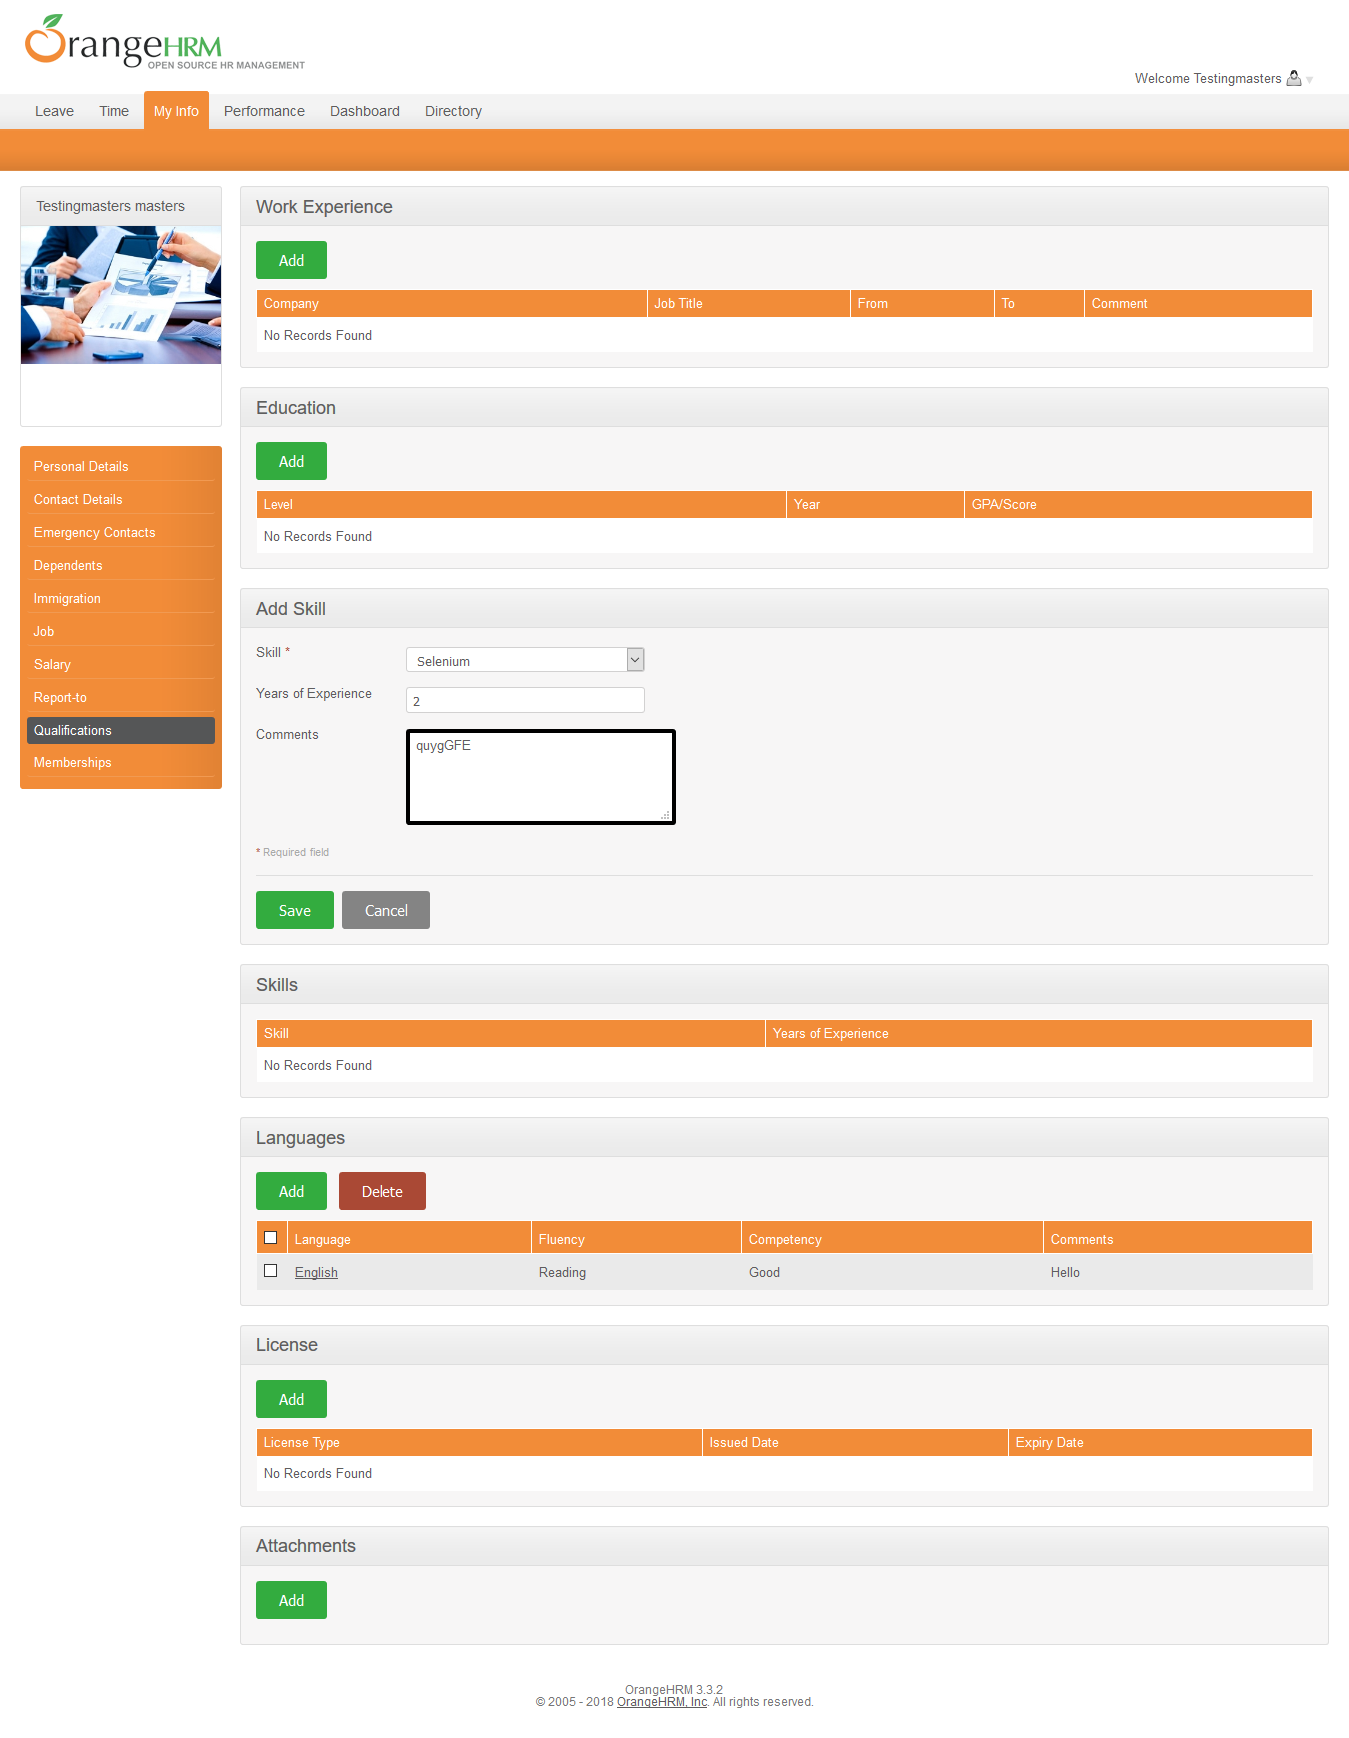 OrangeHRM
OPEN SOURCE HR MANAGEMENT
Welcome Testingmasters
Leave Time My Info Performance Dashboard Directory
Testingmasters masters
Personal Details
Contact Details
Emergency Contacts
Dependents
Immigration
Job
Salary
Report-to
Qualifications
Memberships
Work Experience
Add
Company Job Title From To Comment
No Records Found
Education
Add
Level Year GPA/Score
No Records Found
Add Skill
Skill * Selenium
Years of Experience 2
Comments quygGFE
* Required field
Save Cancel
Skills
Skill Years of Experience
No Records Found
Languages
Add Delete
Language Fluency Competency Comments
English Reading Good Hello
License
Add
License Type Issued Date Expiry Date
No Records Found
Attachments
Add
OrangeHRM 3.3.2
© 2005 - 2018 OrangeHRM, Inc. All rights reserved.